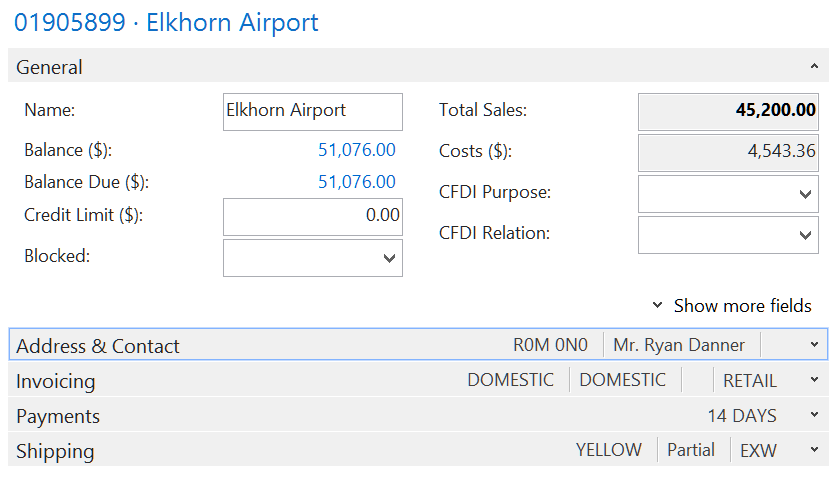 01905899 · Elkhorn Airport
General
Name: Elkhorn Airport Total Sales: 45,200.00
Balance ($): 51,076.00 Costs ($): 4,543.36
Balance Due ($): 51,076.00 CFDI Purpose:
Credit Limit ($): 0.00 CFDI Relation:
Blocked:
Show more fields
Address & Contact R0M 0N0 Mr. Ryan Danner
Invoicing DOMESTIC DOMESTIC RETAIL
Payments 14 DAYS
Shipping YELLOW Partial EXW